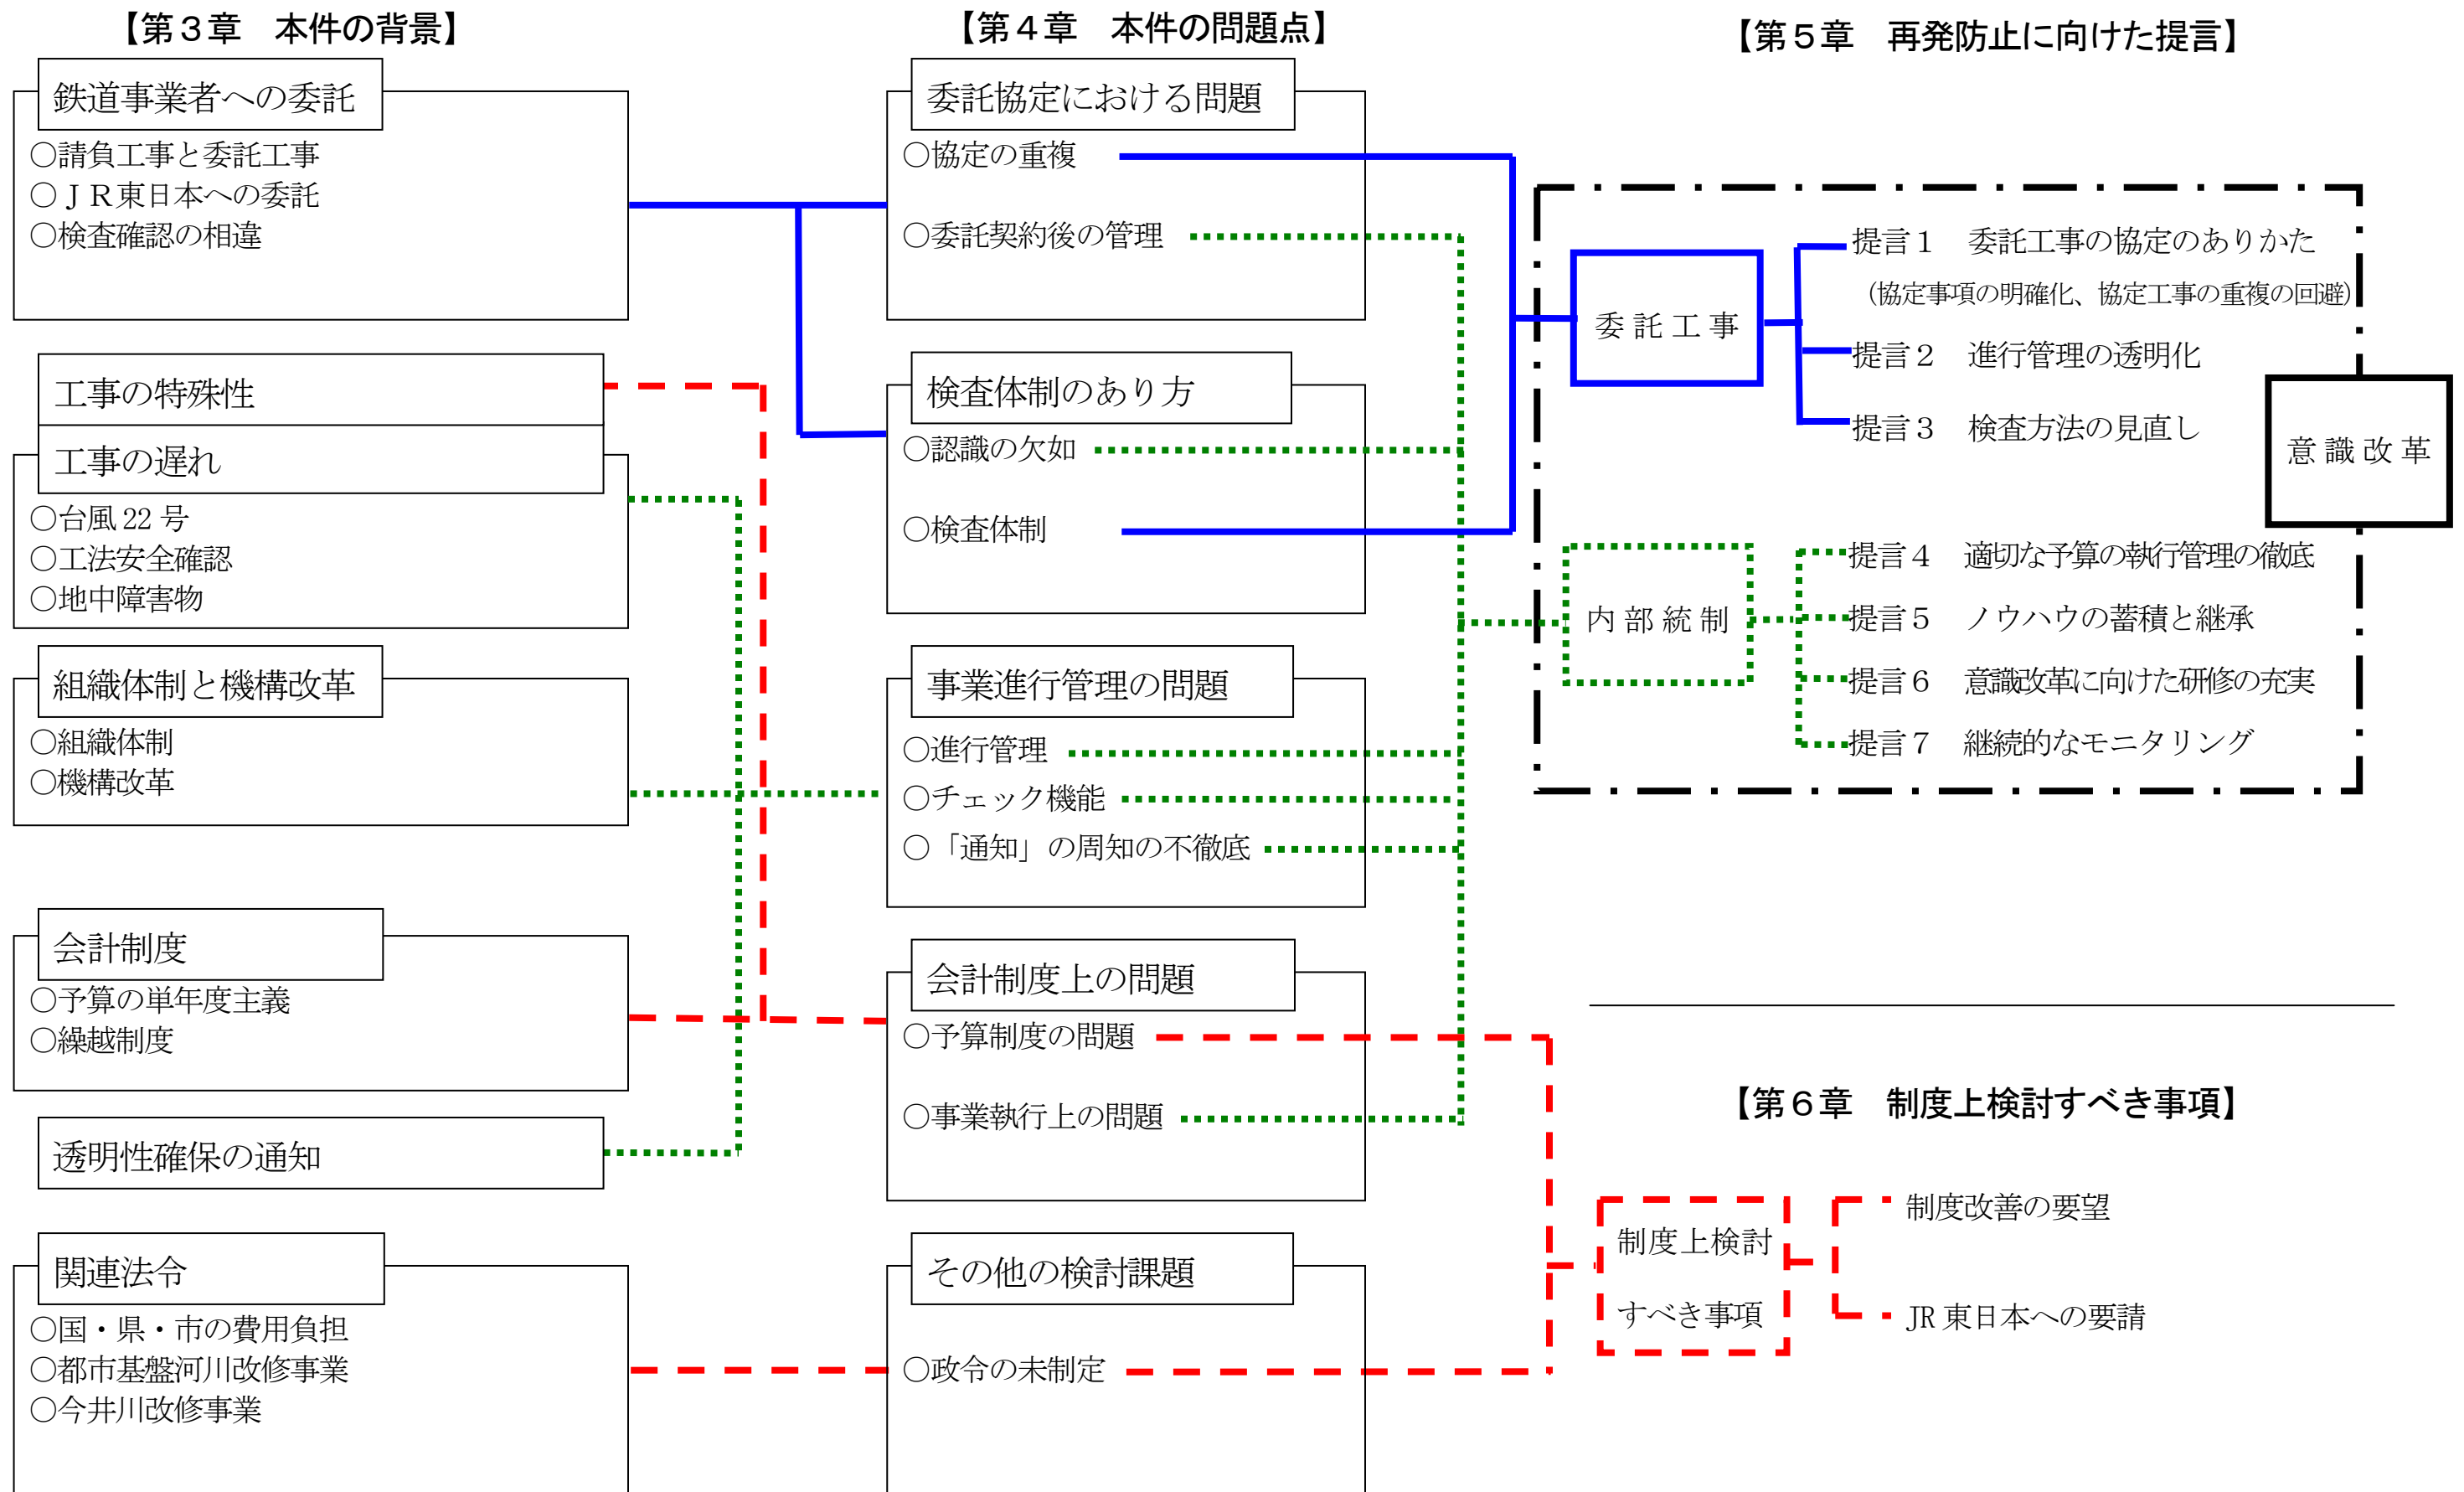 【第３章　本件の背景】
鉄道事業者への委託
○請負工事と委託工事
○ＪＲ東日本への委託
○検査確認の相違
工事の特殊性
工事の遅れ
○台風 22 号
○工法安全確認
○地中障害物
組織体制と機構改革
○組織体制
○機構改革
会計制度
○予算の単年度主義
○繰越制度
透明性確保の通知
関連法令
○国・県・市の費用負担
○都市基盤河川改修事業
○今井川改修事業
【第４章　本件の問題点】
委託協定における問題
○協定の重複
○委託契約後の管理
検査体制のあり方
○認識の欠如
○検査体制
事業進行管理の問題
○進行管理
○チェック機能
○「通知」の周知の不徹底
会計制度上の問題
○予算制度の問題
○事業執行上の問題
その他の検討課題
○政令の未制定
【第５章　再発防止に向けた提言】
委託工事
提言１　委託工事の協定のありかた
（協定事項の明確化、協定工事の重複の回避）
提言２　進行管理の透明化
提言３　検査方法の見直し
意識改革
内部統制
提言４　適切な予算の執行管理の徹底
提言５　ノウハウの蓄積と継承
提言６　意識改革に向けた研修の充実
提言７　継続的なモニタリング
【第６章　制度上検討すべき事項】
制度上検討
すべき事項
制度改善の要望
JR 東日本への要請